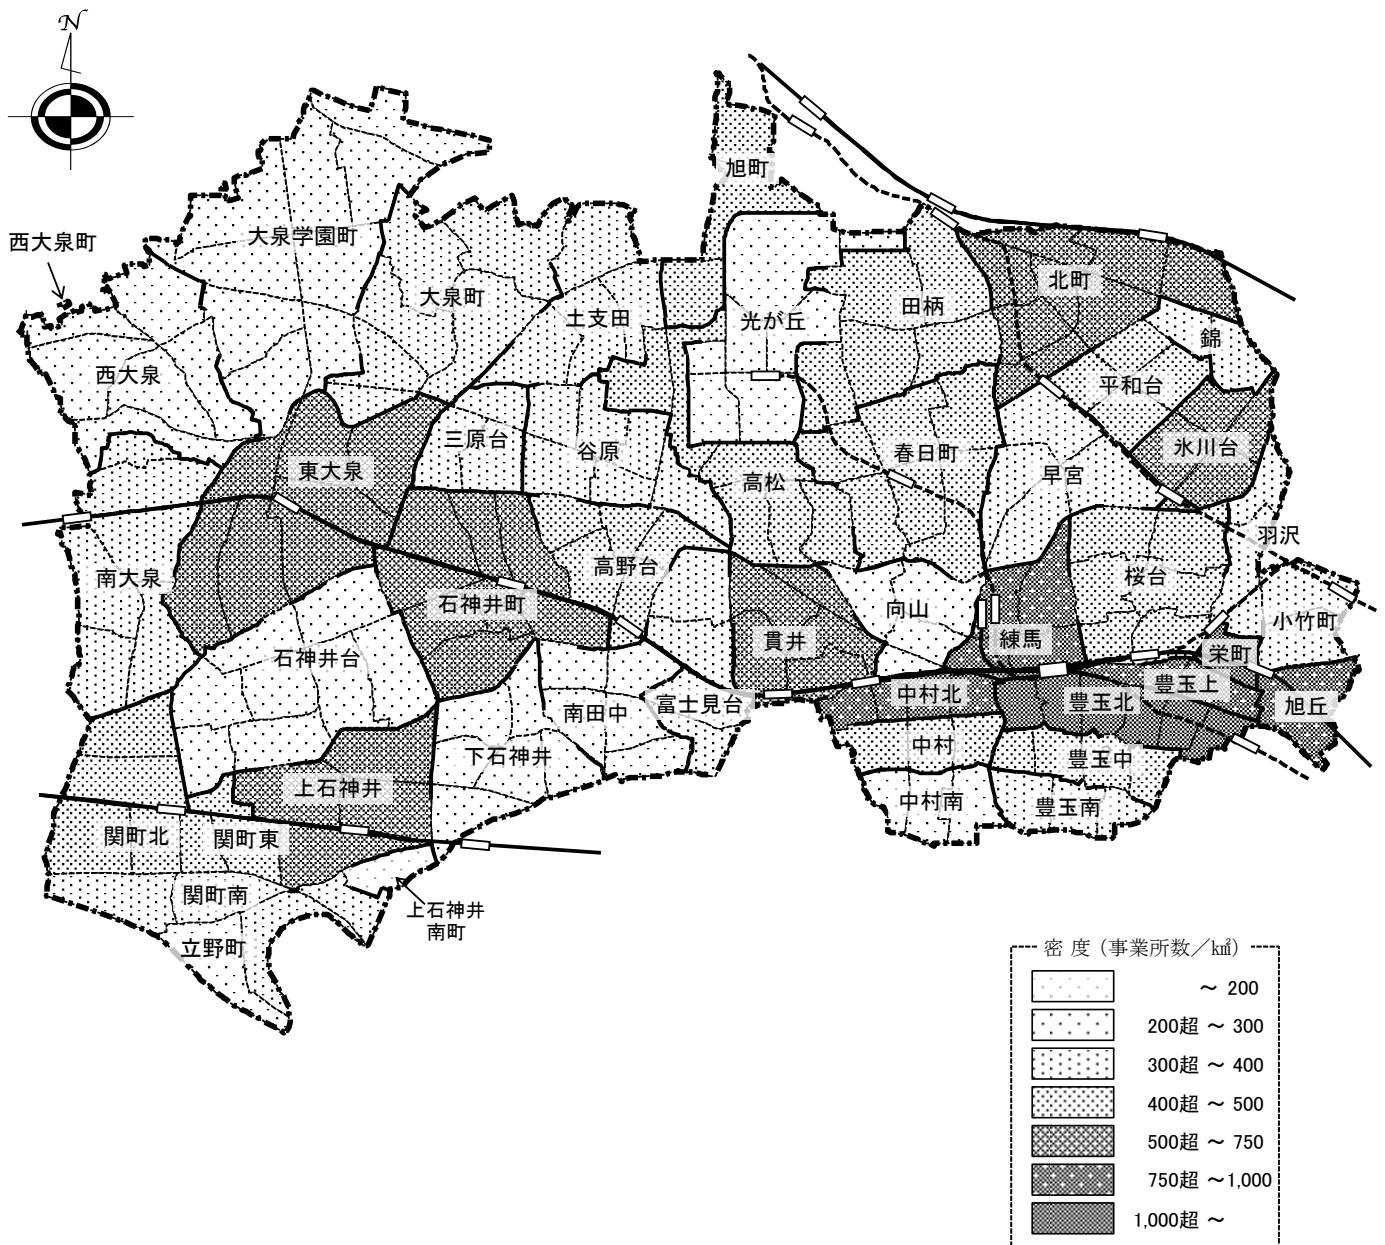 N
旭町
西大泉町
大泉学園町
北町
大泉町
田柄
土支田
光が丘
錦
西大泉
平和台
三原台
谷原
春日町
氷川台
東大泉
高松
早宮
羽沢
南大泉
高野台
桜台
石神井町
向山
小竹町
貫井
練馬
石神井台
栄町
豊玉上
中村北
豊玉北
富士見台
旭丘
南田中
中村
下石神井
豊玉中
上石神井
中村南
豊玉南
関町北
関町東
関町南
上石神井
南町
立野町
密 度 (事業所数／㎢)
～ 200
200超 ～ 300
300超 ～ 400
400超 ～ 500
500超 ～ 750
750超 ～1,000
1,000超 ～